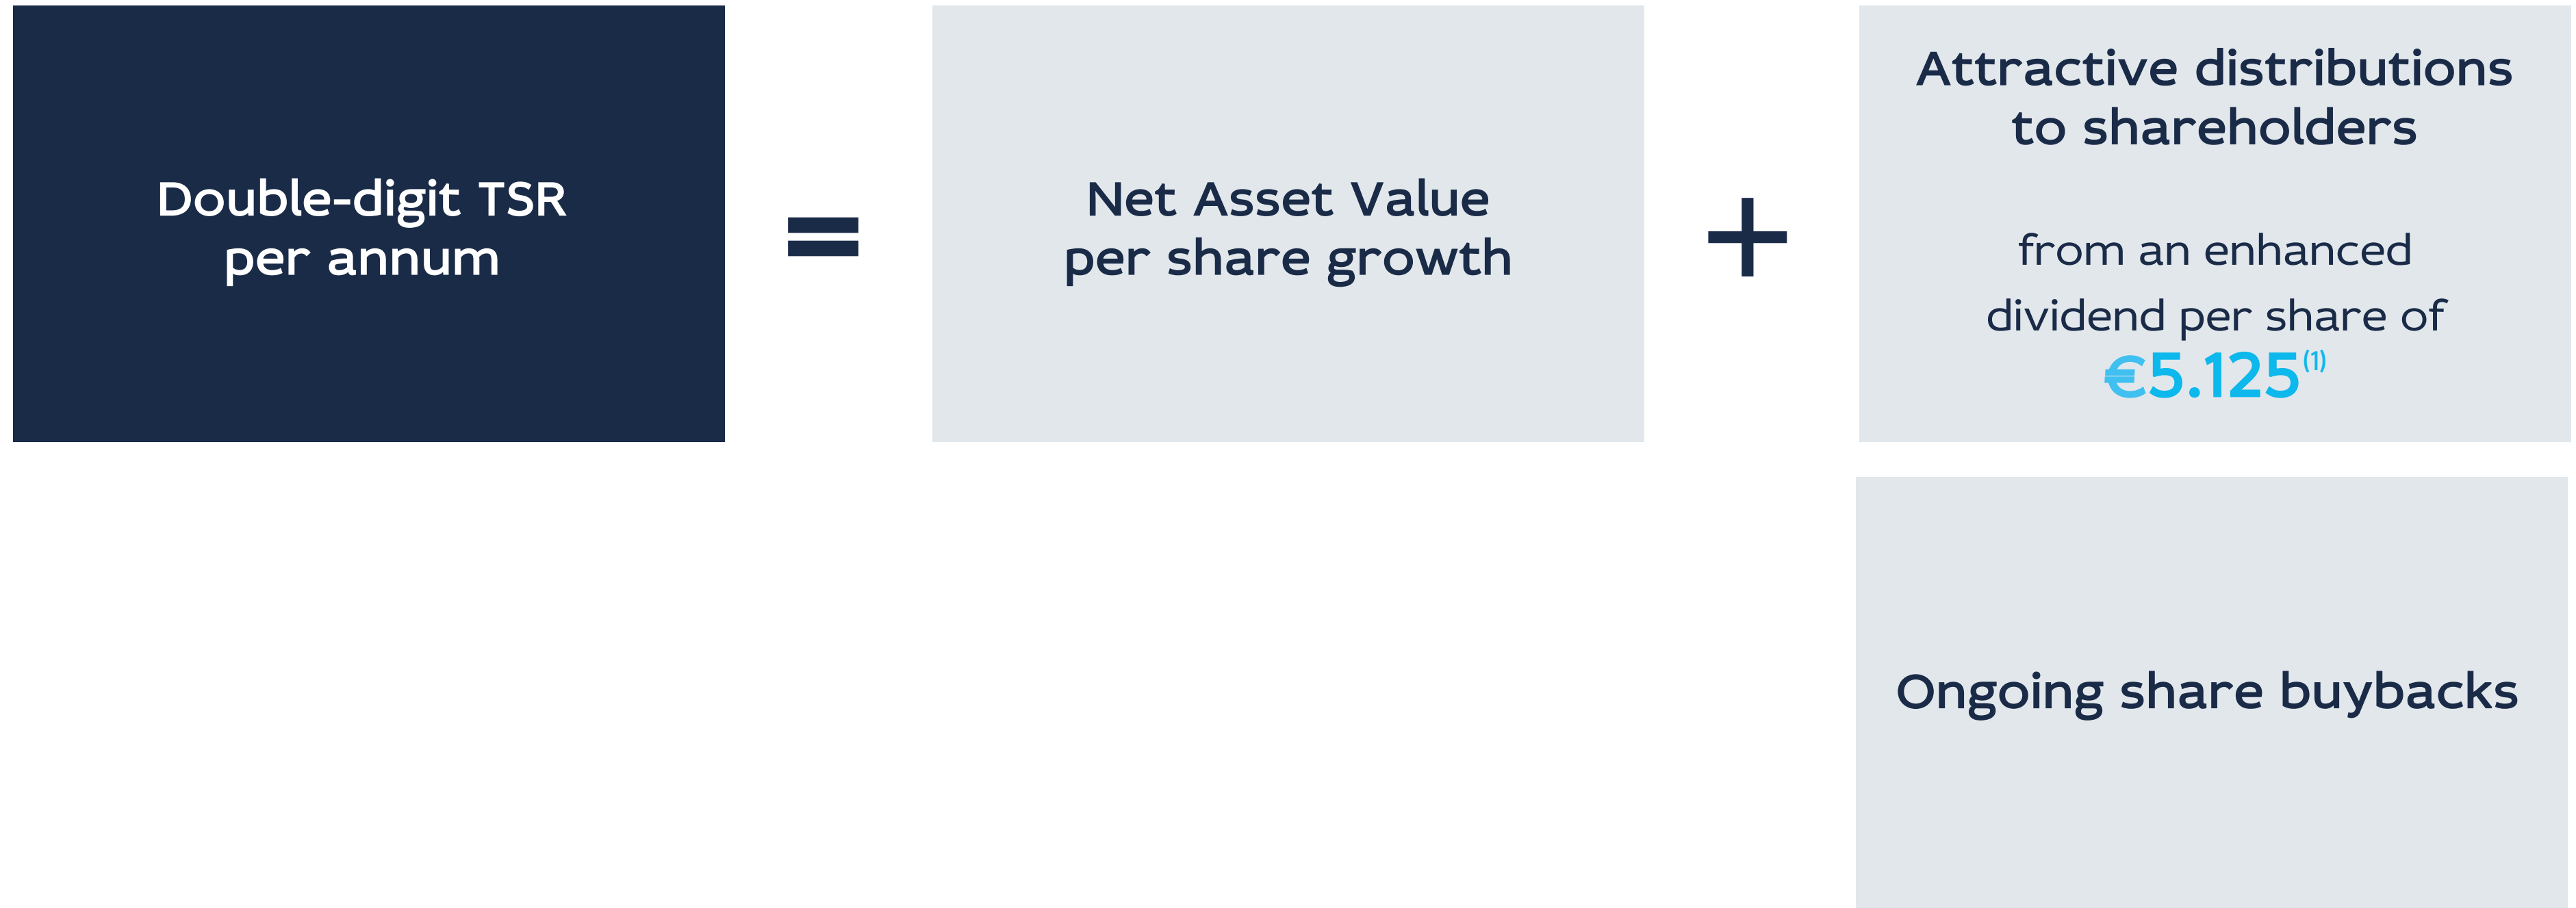 Double-digit TSR
per annum
=
Net Asset Value
per share growth
+
Attractive distributions
to shareholders
from an enhanced
dividend per share of
€5.125(1)
Ongoing share buybacks